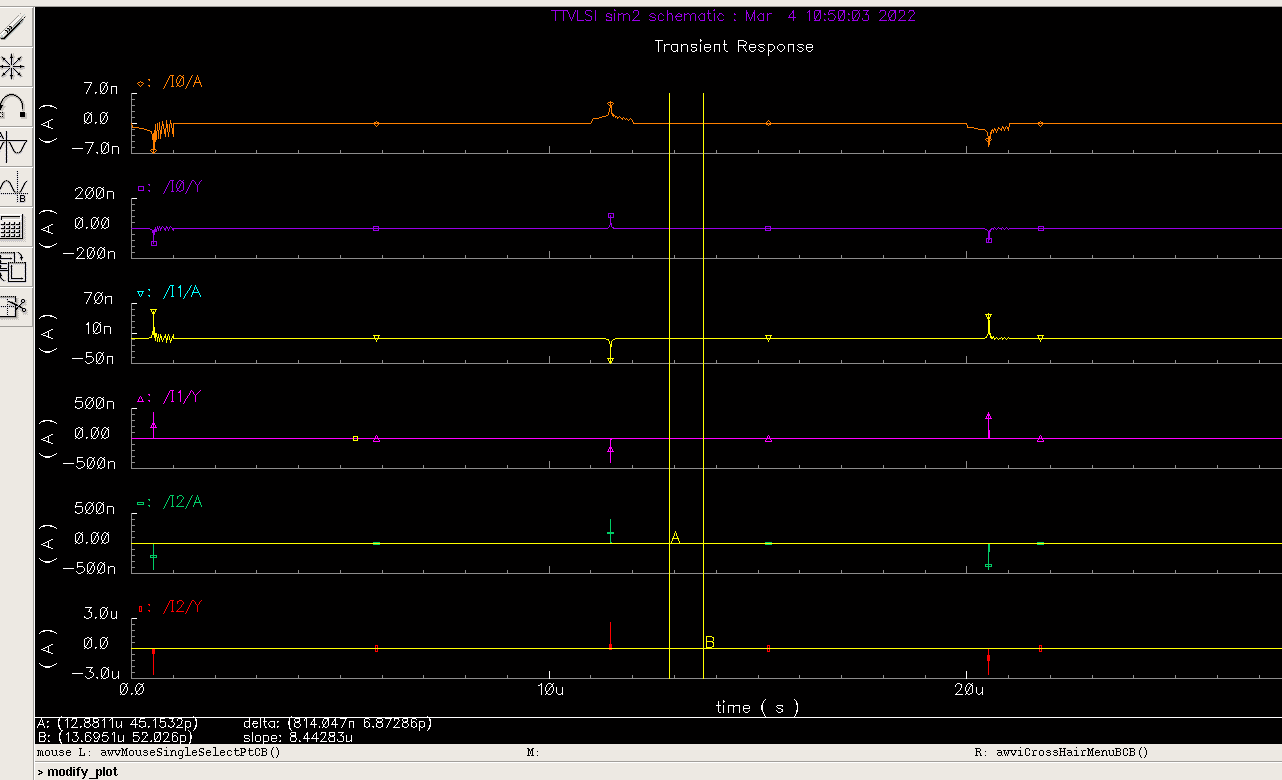 TTVLSI sim2 schematic : Mar 4 10:50:03 2022
Transient Response
: /I0/A
7.0n
0.0
-7.0n
(A)
: /I0/Y
200n
0.00
-200n
(A)
: /I1/A
70n
10n
-50n
(A)
: /I1/Y
500n
0.00
-500n
(A)
: /I2/A
500n
0.00
-500n
(A)
A
: /I2/Y
3.0u
0.0
-3.0u
(A)
B
0.0 10u 20u
time ( s )
A: (12.8811u 45.1532p) delta: (814.047n 6.87286p)
B: (13.6951u 52.026p) slope: 8.44283u
mouse L: awvMouseSingleSelectPtCB() M: R: awviCrossHairMenuBCB()
> modify_plot